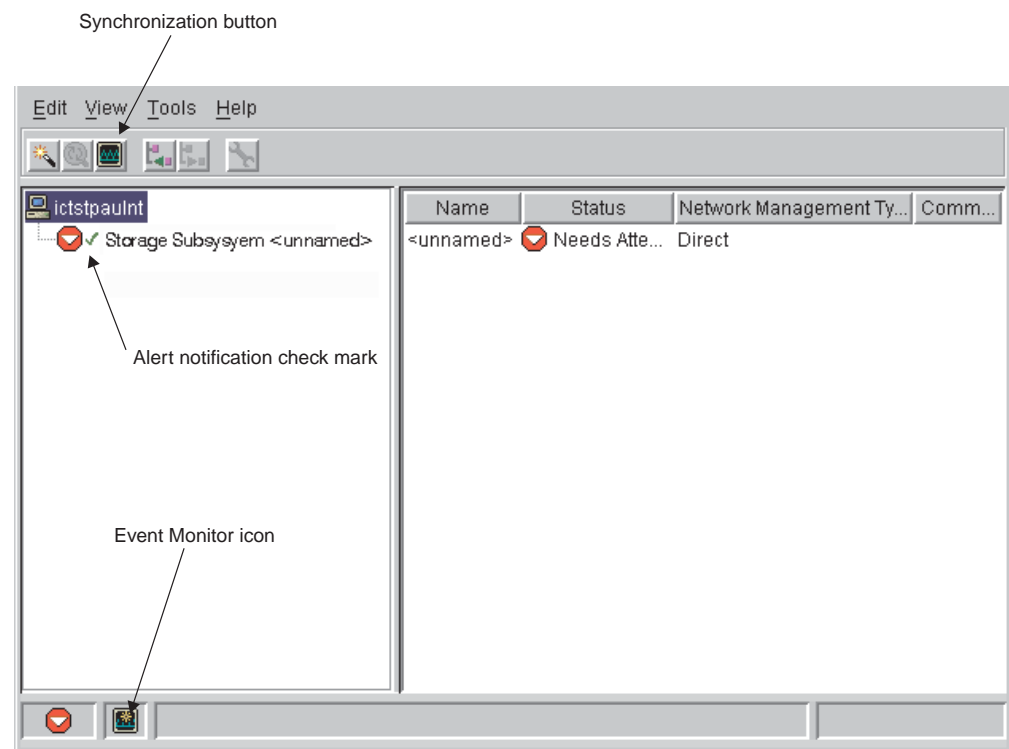 Synchronization button
Edit View Tools Help
ictstpaulnt
Storage Subsysyem <unnamed>
Name Status Network Management Ty... Comm...
<unnamed> Needs Atte... Direct
Alert notification check mark
Event Monitor icon